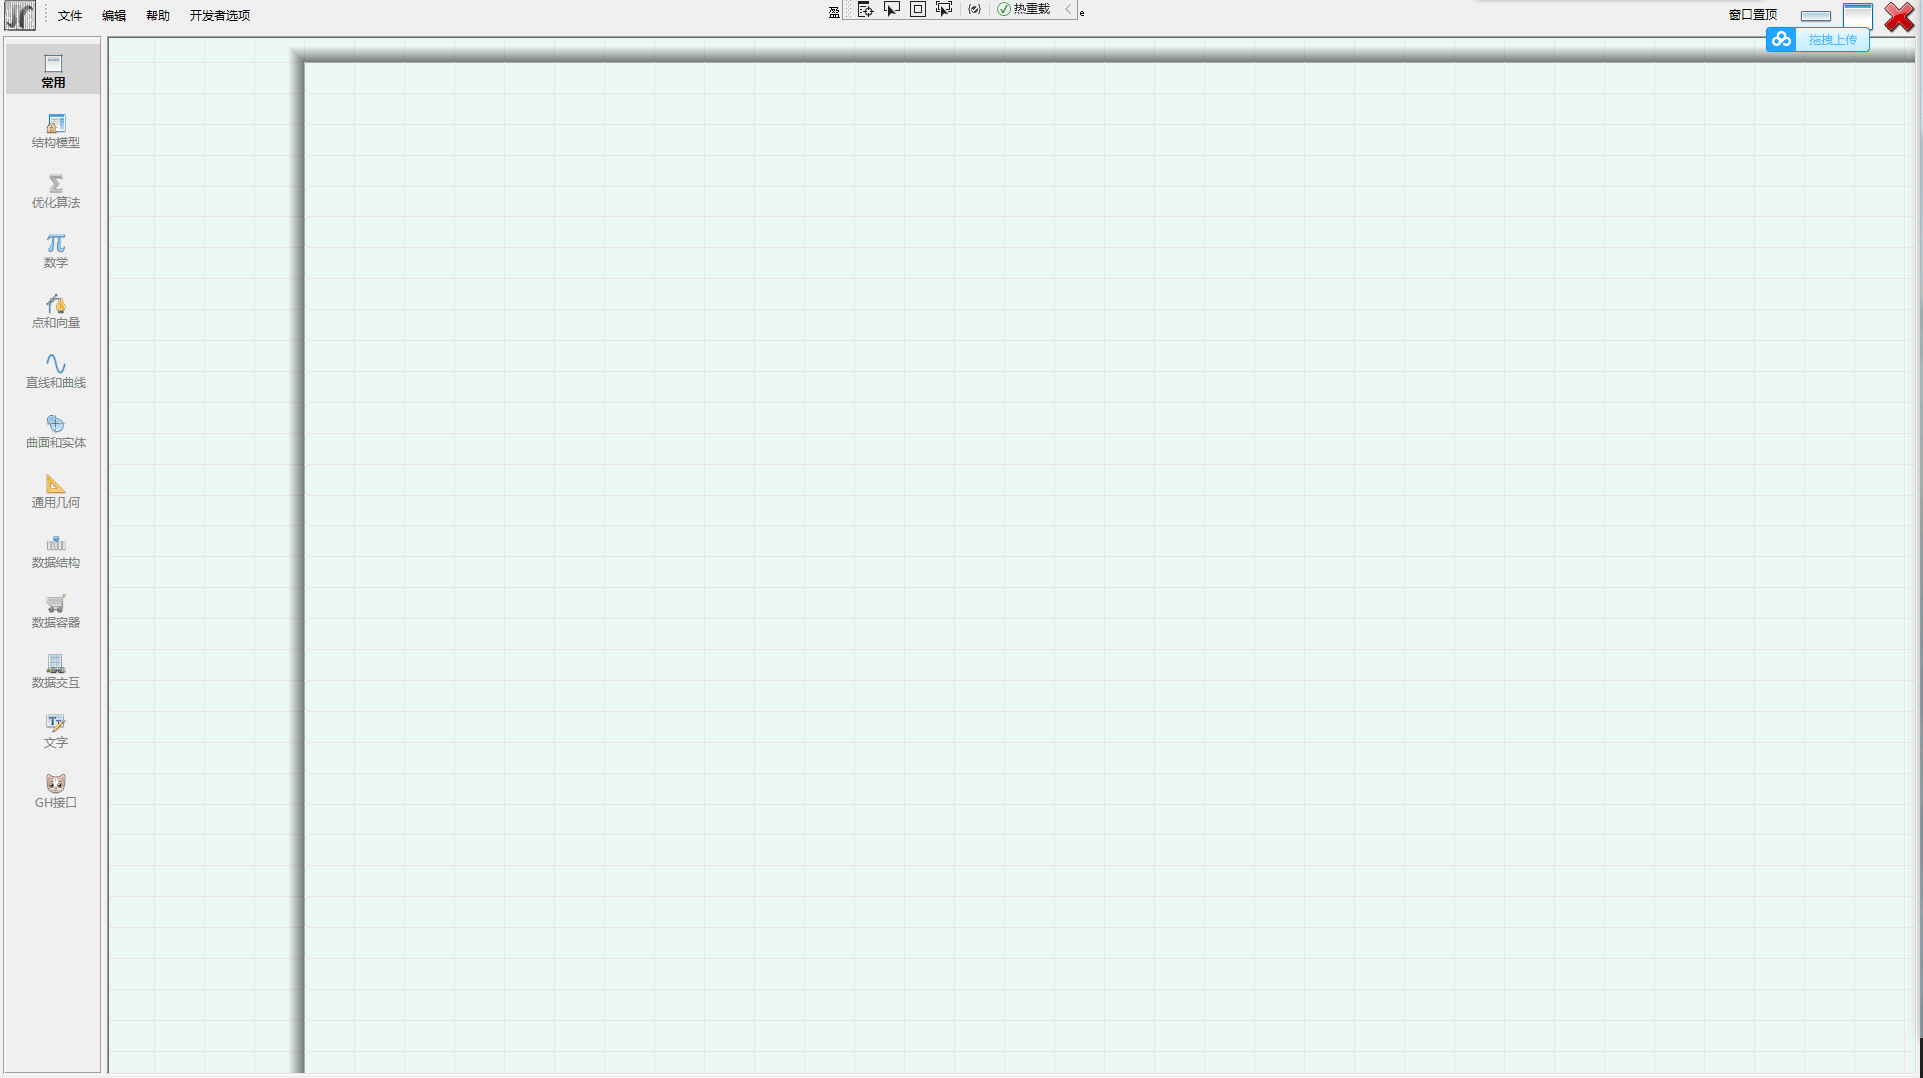 文件 编辑 帮助 开发者选项
热重载
窗口置顶
拖拽上传
常用
结构模型
优化算法
数学
点和向量
直线和曲线
曲面和实体
通用几何
数据结构
数据容器
数据交互
文字
GH接口